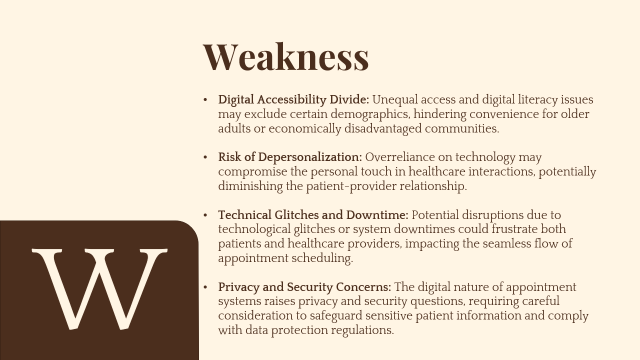 Weakness
• Digital Accessibility Divide: Unequal access and digital literacy issues
may exclude certain demographics, hindering convenience for older
adults or economically disadvantaged communities.
• Risk of Depersonalization: Overreliance on technology may
compromise the personal touch in healthcare interactions, potentially
diminishing the patient-provider relationship.
• Technical Glitches and Downtime: Potential disruptions due to
technological glitches or system downtimes could frustrate both
patients and healthcare providers, impacting the seamless flow of
appointment scheduling.
• Privacy and Security Concerns: The digital nature of appointment
systems raises privacy and security questions, requiring careful
consideration to safeguard sensitive patient information and comply
with data protection regulations.
W